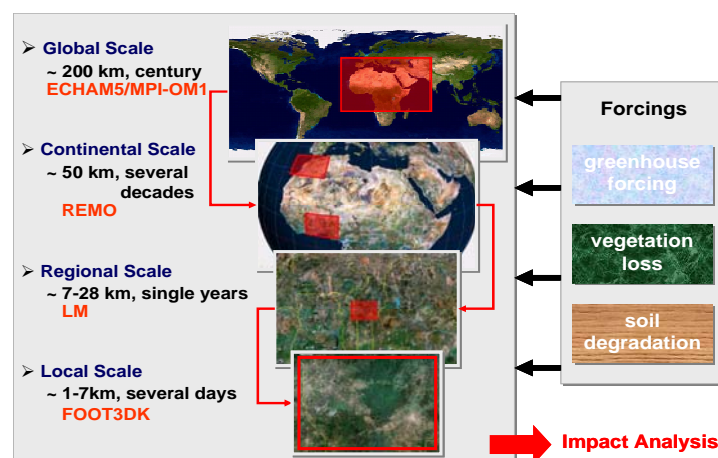 Global Scale
~ 200 km, century
ECHAM5/MPI-OM1
Continental Scale
~ 50 km, several
decades
REMO
Regional Scale
~ 7-28 km, single years
LM
Local Scale
~ 1-7km, several days
FOOT3DK
Forcings
greenhouse
forcing
vegetation
loss
soil
degradation
Impact Analysis